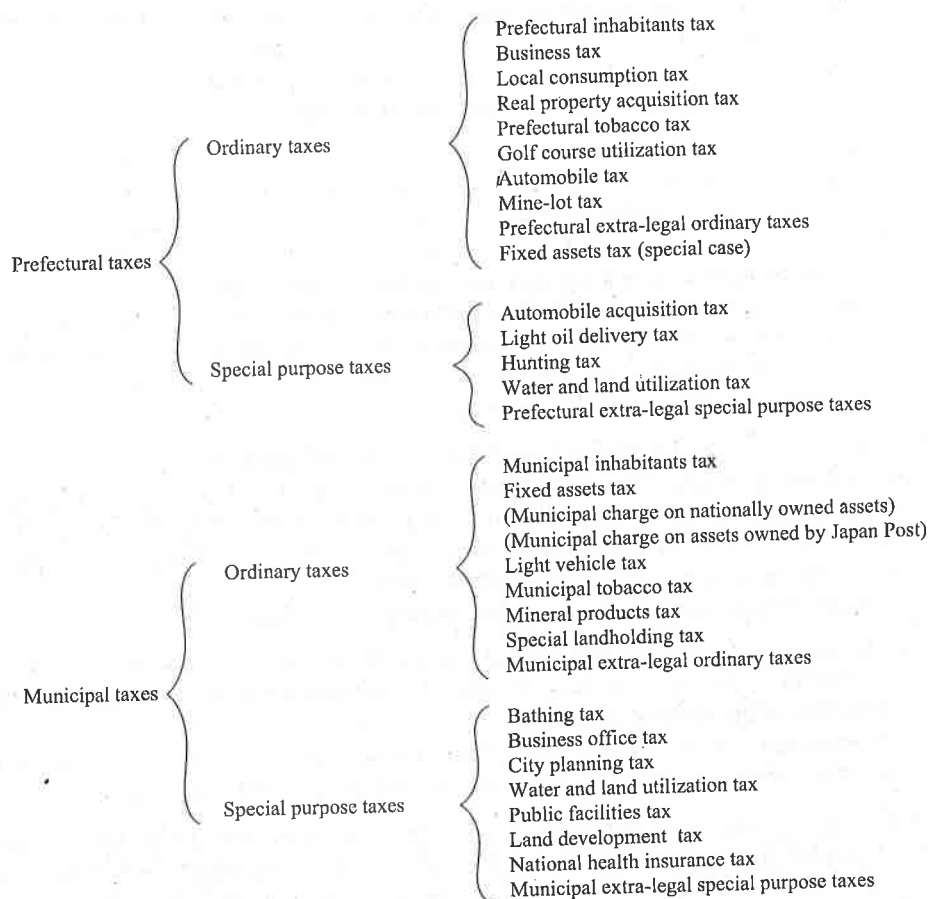 Prefectural taxes
Ordinary taxes
Prefectural inhabitants tax
Business tax
Local consumption tax
Real property acquisition tax
Prefectural tobacco tax
Golf course utilization tax
Automobile tax
Mine-lot tax
Prefectural extra-legal ordinary taxes
Fixed assets tax (special case)
Special purpose taxes
Automobile acquisition tax
Light oil delivery tax
Hunting tax
Water and land utilization tax
Prefectural extra-legal special purpose taxes
Municipal taxes
Ordinary taxes
Municipal inhabitants tax
Fixed assets tax
(Municipal charge on nationally owned assets)
(Municipal charge on assets owned by Japan Post)
Light vehicle tax
Municipal tobacco tax
Mineral products tax
Special landholding tax
Municipal extra-legal ordinary taxes
Special purpose taxes
Bathing tax
Business office tax
City planning tax
Water and land utilization tax
Public facilities tax
Land development tax
National health insurance tax
Municipal extra-legal special purpose taxes